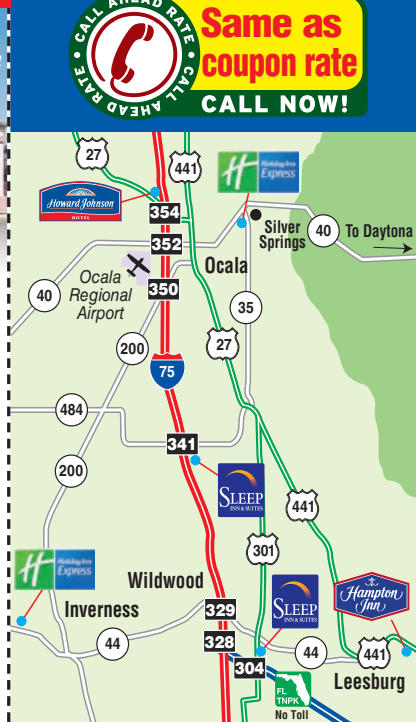 CALL AHEAD RATE • CALL AHEAD RATE •
Same as
coupon rate
CALL NOW!
27
441
Holiday Inn
Express
Howard Johnson
HOTEL
354
Silver
Springs
40
To Daytona
352
Ocala
Ocala
Regional
Airport
350
40
35
200
27
75
484
341
SLEEP
INN & SUITES
200
441
301
Holiday Inn
Express
Wildwood
SLEEP
INN & SUITES
Hampton
Inn
Inverness
329
44
328
44
441
304
Leesburg
FL
TNPK
No Toll